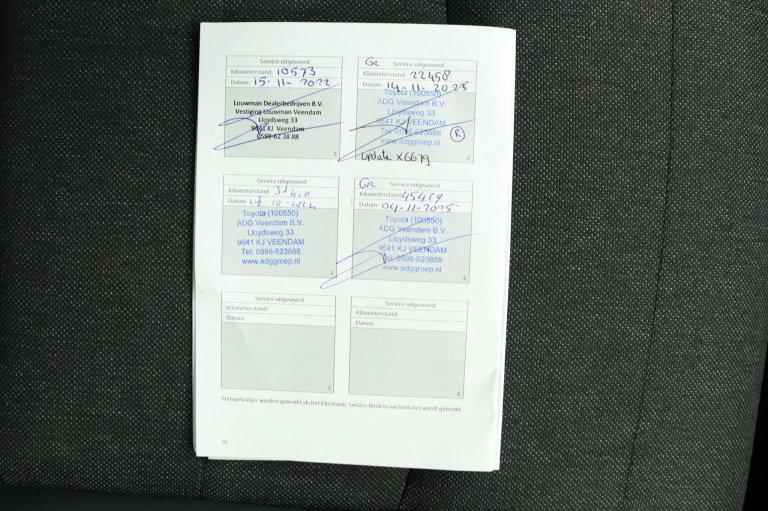 Service uitgevoerd
Kilometerstand: 10573
Datum: 15-11-2022
Louwman Dealerbedrijven B.V.
Vestiging Louwman Veendam
Lloydsweg 33
9641 KJ Veendam
0598-62 38 88
1
G2 Service uitgevoerd
Kilometerstand: 22458
Datum: 14-11-2023
Toyota (100550)
ADG Veendam B.V.
Lloydsweg 33
9641 KJ VEENDAM
Tel: 0598-623888
R
update X6679
2
Service uitgevoerd
Kilometerstand:
Datum:
Toyota (100550)
ADG Veendam B.V.
Lloydsweg 33
9641 KJ VEENDAM
Tel: 0598-623888
www.adggroep.nl
3
G2 Service uitgevoerd
Kilometerstand: 45429
Datum: 04-11-2025
Toyota (100550)
ADG Veendam B.V.
Lloydsweg 33
9641 KJ VEENDAM
Tel: 0598-623888
www.adggroep.nl
4
Service uitgevoerd
Kilometerstand:
Datum:
5
Service uitgevoerd
Kilometerstand:
Datum:
6
Stempelvakjes worden gebruikt als het Electronic Service Book in uw land niet wordt gebruikt.